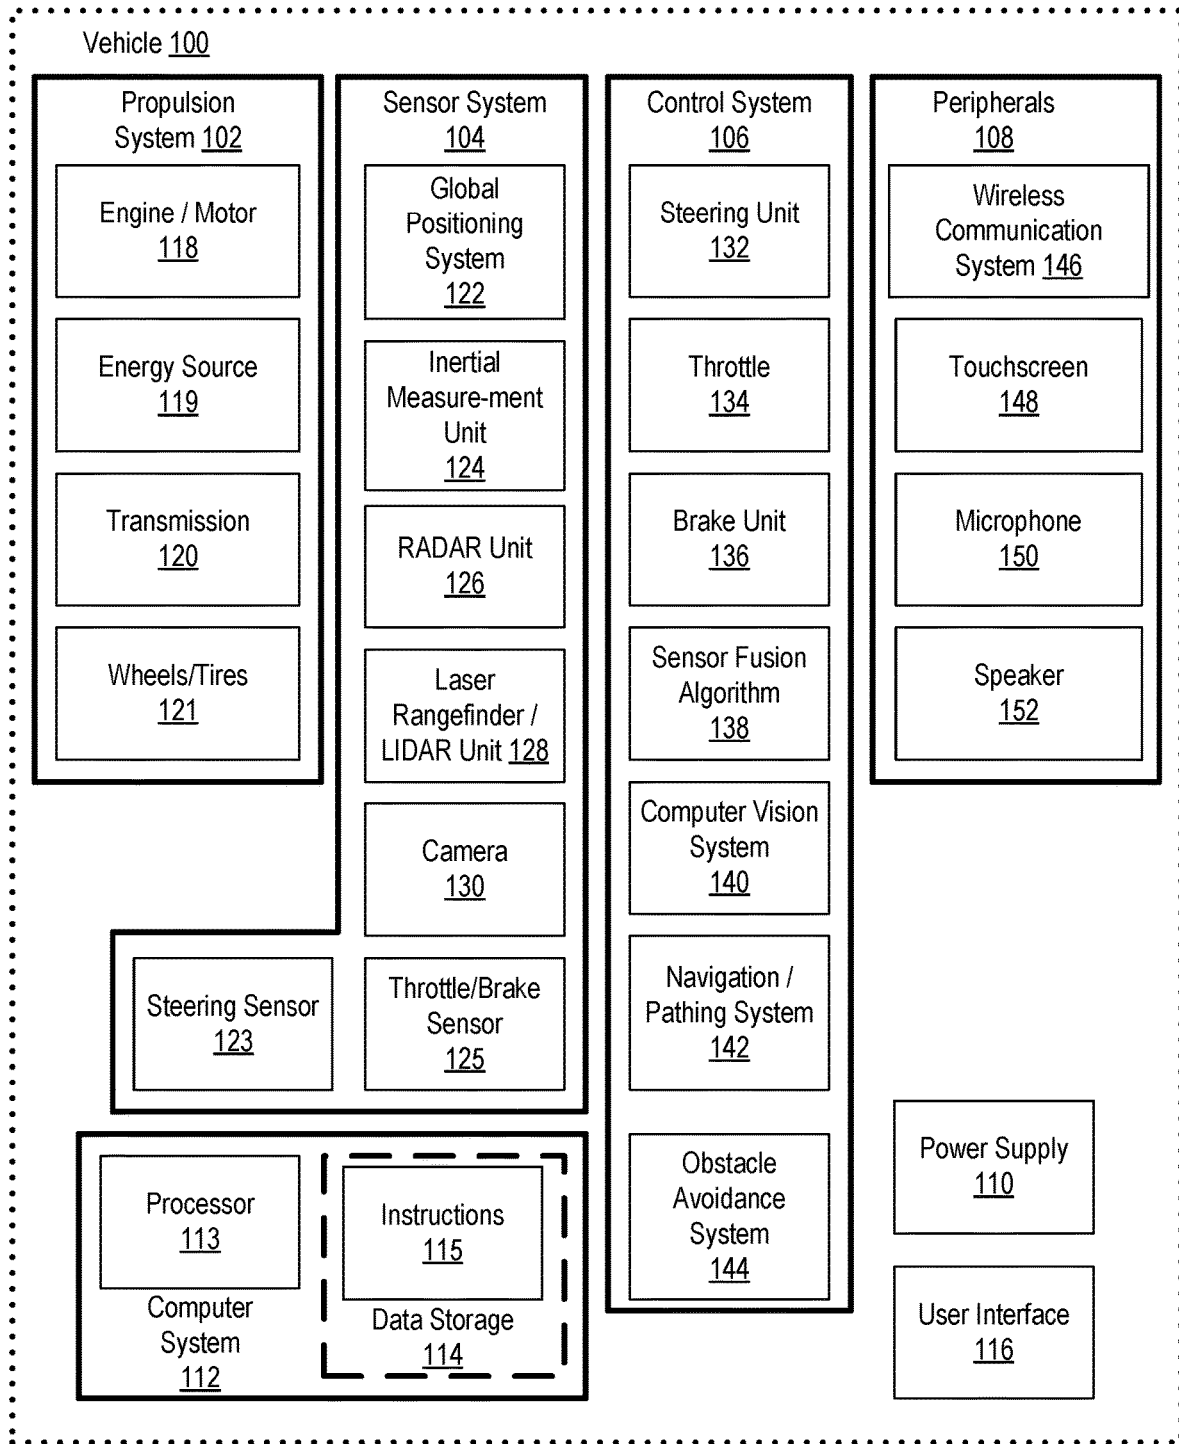 Vehicle 100
Propulsion
System 102
Engine / Motor
118
Energy Source
119
Transmission
120
Wheels/Tires
121
Sensor System
104
Global
Positioning
System
122
Inertial
Measure-ment
Unit
124
RADAR Unit
126
Laser
Rangefinder /
LIDAR Unit 128
Camera
130
Steering Sensor
123
Throttle/Brake
Sensor
125
Control System
106
Steering Unit
132
Throttle
134
Brake Unit
136
Sensor Fusion
Algorithm
138
Computer Vision
System
140
Navigation /
Pathing System
142
Obstacle
Avoidance
System
144
Peripherals
108
Wireless
Communication
System 146
Touchscreen
148
Microphone
150
Speaker
152
Processor
113
Computer
System
112
Instructions
115
Data Storage
114
Power Supply
110
User Interface
116